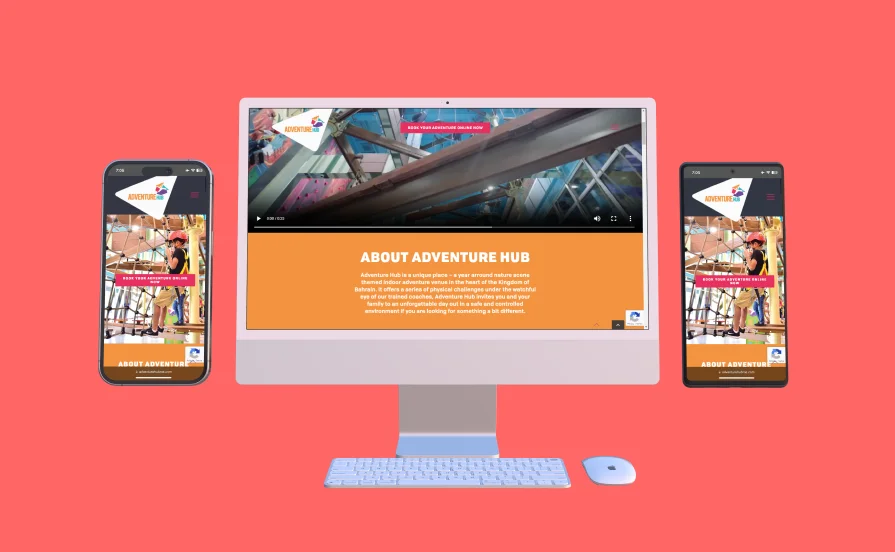 ADVENTURE HUB
BOOK YOUR ADVENTURE ONLINE NOW
0:00 / 0:23
ABOUT ADVENTURE HUB
Adventure Hub is a unique place – a year arround nature scene
themed indoor adventure venue in the heart of the Kingdom of
Bahrain. It offers a series of physical challenges under the watchful
eye of our trained coaches, Adventure Hub invites you and your
family to an unforgettable day out in a safe and controlled
environment if you are looking for something a bit different.
7:05
ADVENTURE HUB
BOOK YOUR ADVENTURE ONLINE
NOW
ABOUT ADVENTURE
7:05
ADVENTURE HUB
BOOK YOUR ADVENTURE ONLINE
NOW
ABOUT ADVENTURE